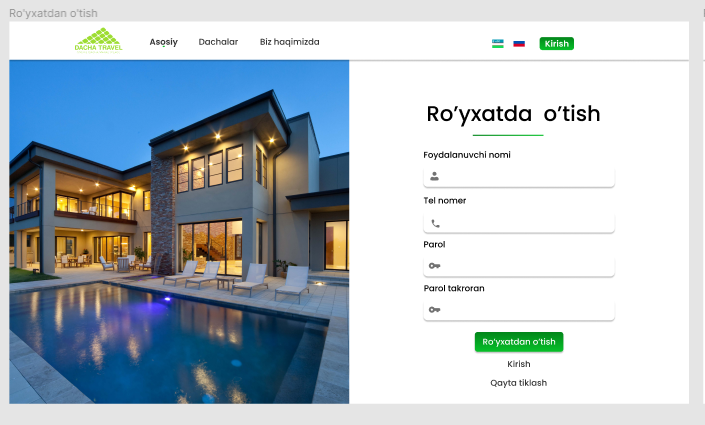 Ro'yxatdan o'tish
DACHA TRAVEL
Asosiy Dachalar Biz haqimizda Kirish
Ro’yxatda o’tish
Foydalanuvchi nomi
Tel nomer
Parol
Parol takroran
Ro’yxatdan o’tish
Kirish
Qayta tiklash